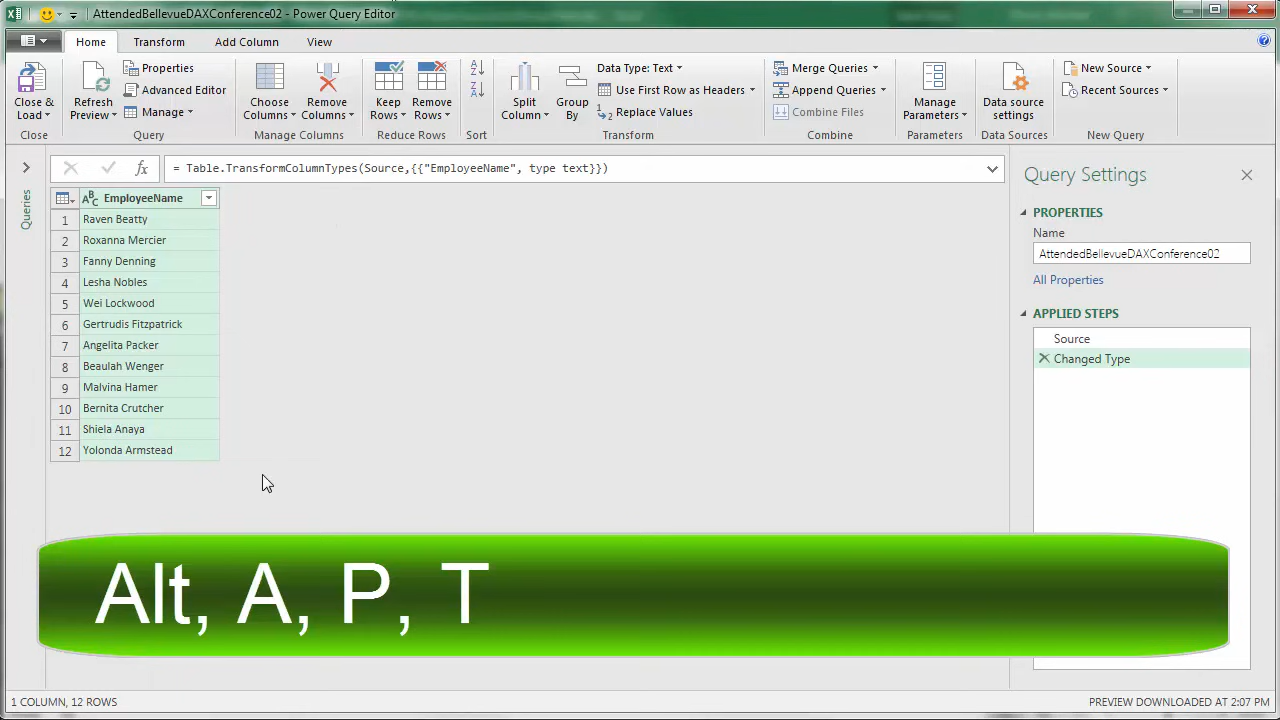 AttendedBellevueDAXConference02 - Power Query Editor
Home Transform Add Column View
Close & Load
Close
Refresh Preview
Properties
Advanced Editor
Manage
Query
Choose Columns
Remove Columns
Manage Columns
Keep Rows
Remove Rows
Reduce Rows
Sort
Split Column
Group By
Data Type: Text
Use First Row as Headers
Replace Values
Transform
Merge Queries
Append Queries
Combine Files
Combine
Manage Parameters
Parameters
Data source settings
Data Sources
New Source
Recent Sources
New Query
Queries
= Table.TransformColumnTypes(Source,{{"EmployeeName", type text}})
EmployeeName
1 Raven Beatty
2 Roxanna Mercier
3 Fanny Denning
4 Lesha Nobles
5 Wei Lockwood
6 Gertrudis Fitzpatrick
7 Angelita Packer
8 Beaulah Wenger
9 Malvina Hamer
10 Bernita Crutcher
11 Shiela Anaya
12 Yolonda Armstead
Query Settings
PROPERTIES
Name
AttendedBellevueDAXConference02
All Properties
APPLIED STEPS
Source
Changed Type
Alt, A, P, T
1 COLUMN, 12 ROWS
PREVIEW DOWNLOADED AT 2:07 PM